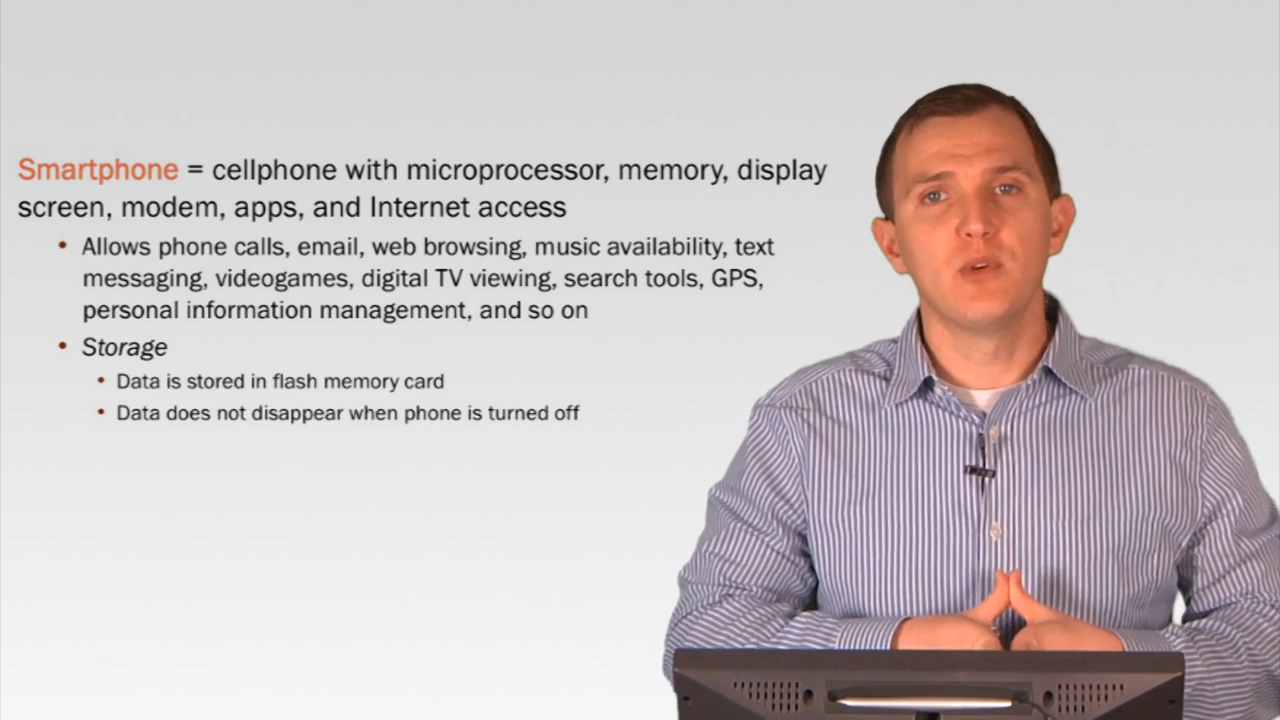 Smartphone = cellphone with microprocessor, memory, display
screen, modem, apps, and Internet access
• Allows phone calls, email, web browsing, music availability, text
messaging, videogames, digital TV viewing, search tools, GPS,
personal information management, and so on
• Storage
• Data is stored in flash memory card
• Data does not disappear when phone is turned off